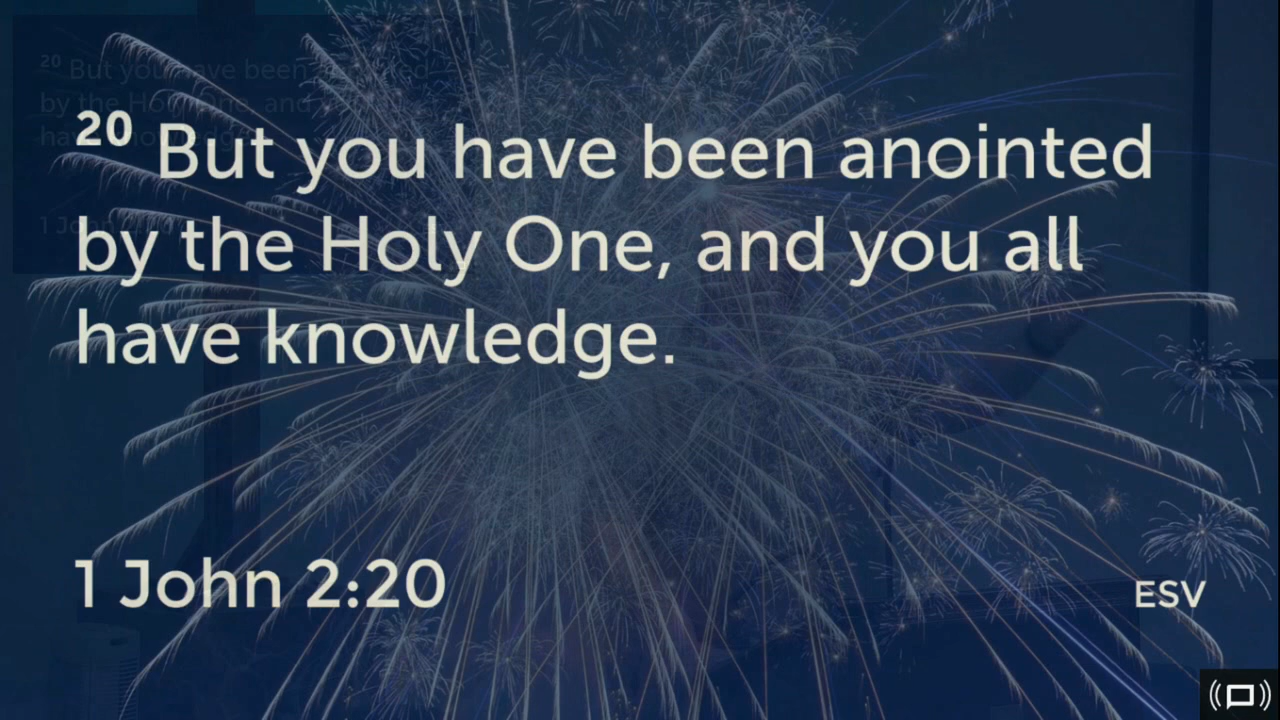 20 But you have been anointed
by the Holy One, and you all
have knowledge.
1 John 2:20
ESV